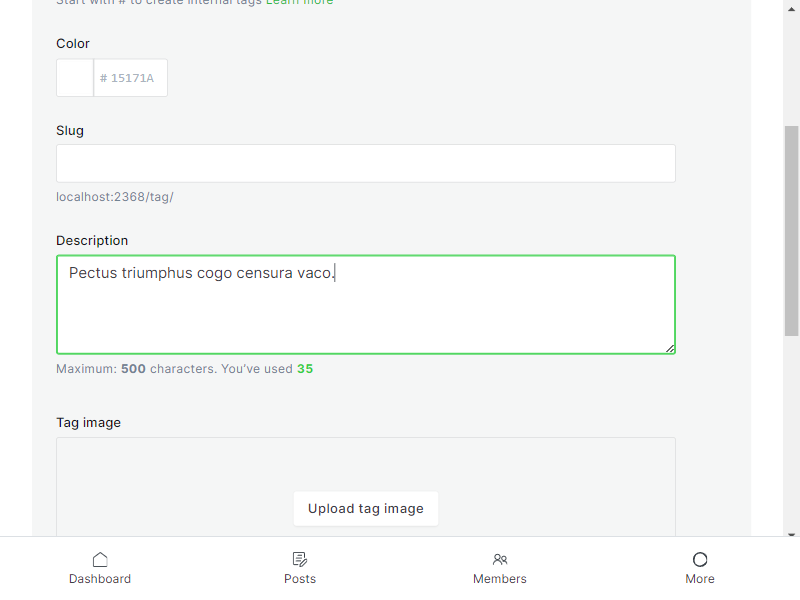 Start with # to create internal tags Learn more
Color
# 15171A
Slug
localhost:2368/tag/
Description
Pectus triumphus cogo censura vaco.
Maximum: 500 characters. You've used 35
Tag image
Upload tag image
Dashboard
Posts
Members
More